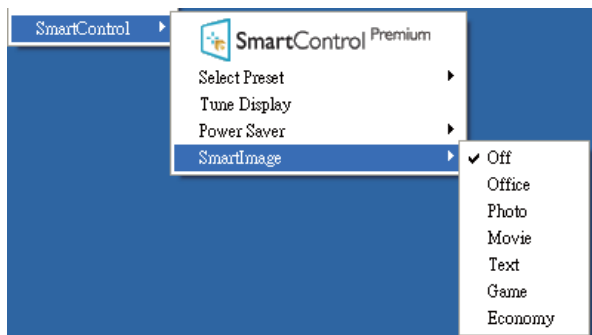 SmartControl
SmartControl Premium
Select Preset
Tune Display
Power Saver
SmartImage
Off
Office
Photo
Movie
Text
Game
Economy